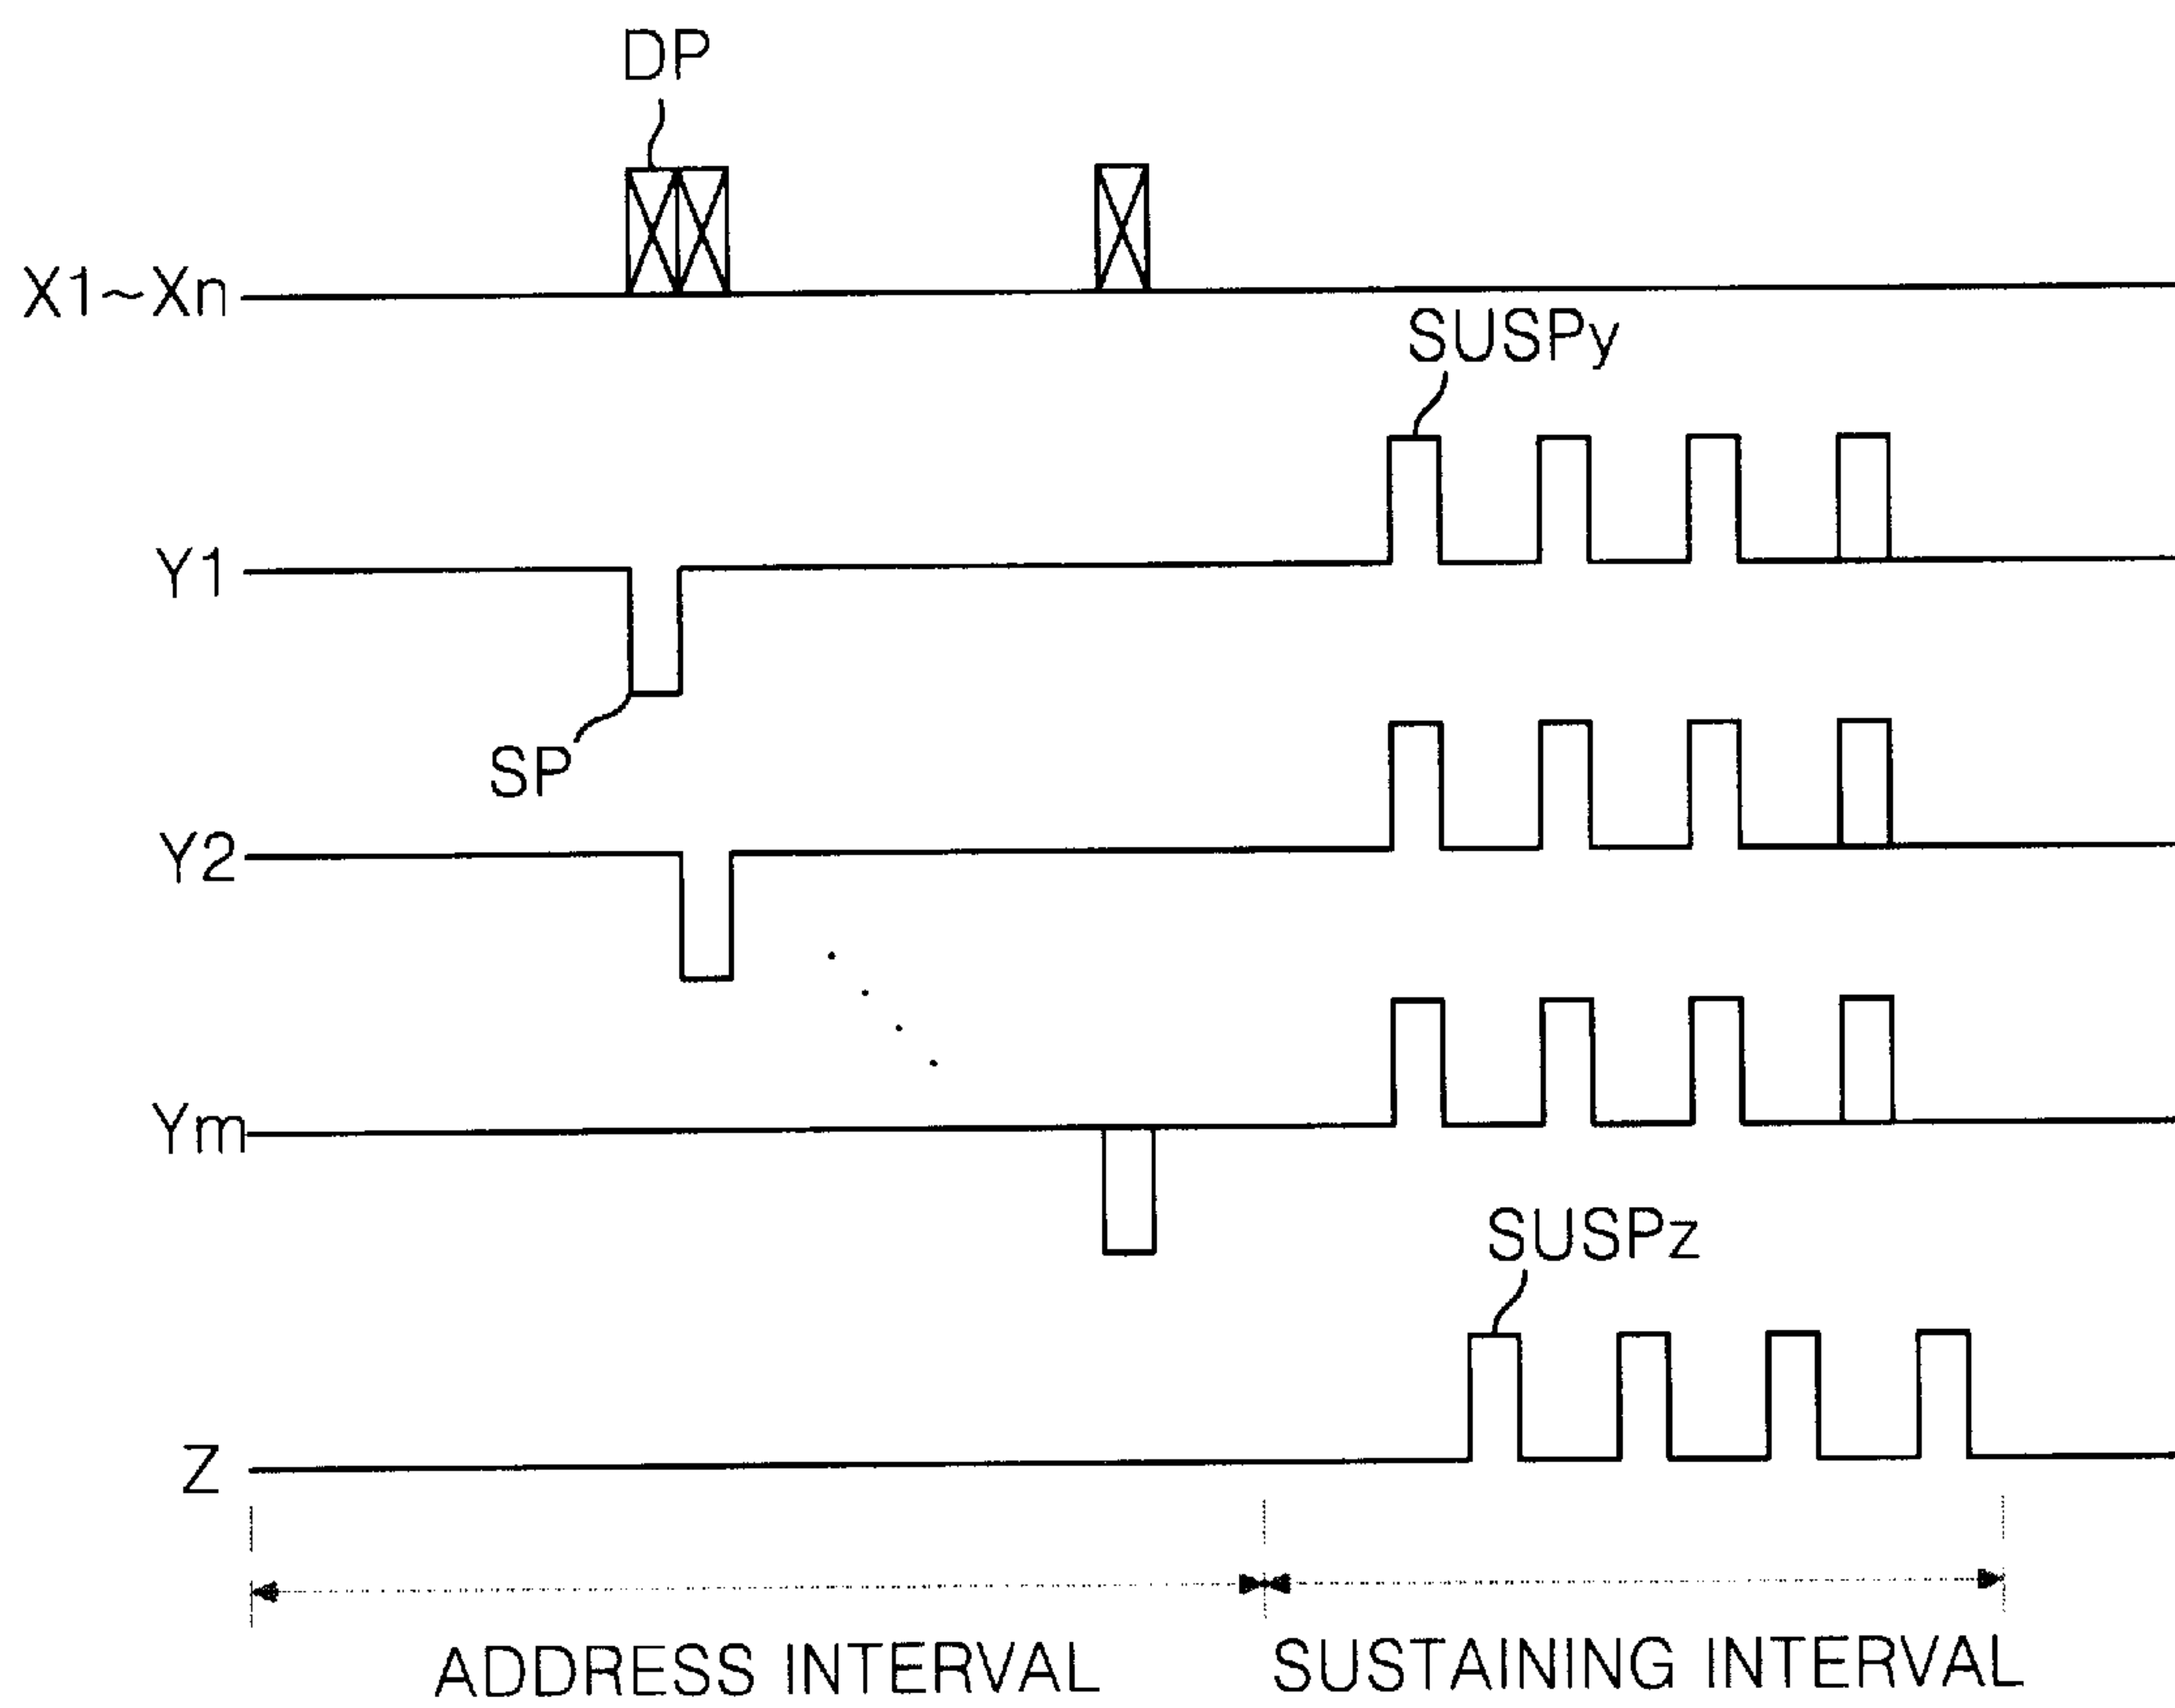 DP
X1~Xn
SUSPy
Y1
SP
Y2
Ym
SUSPz
Z
ADDRESS INTERVAL
SUSTAINING INTERVAL